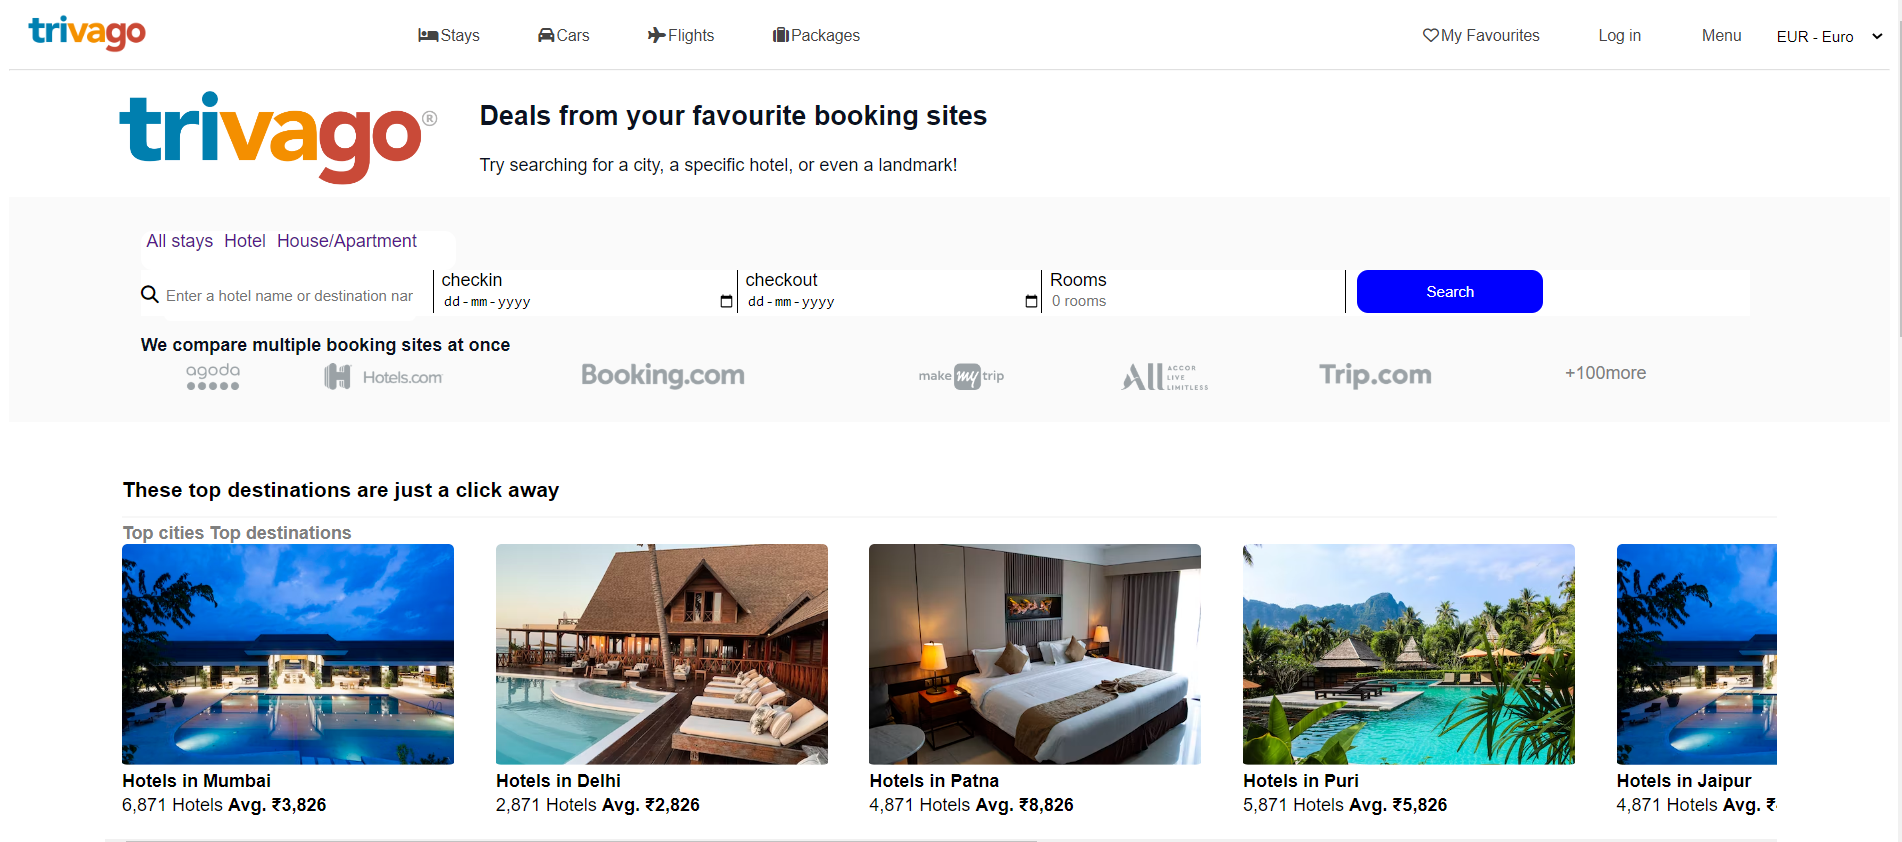 trivago
Stays Cars Flights Packages
My Favourites Log in Menu EUR - Euro
trivago®
Deals from your favourite booking sites
Try searching for a city, a specific hotel, or even a landmark!
All stays Hotel House/Apartment
Enter a hotel name or destination nar
checkin
dd-mm-yyyy
checkout
dd-mm-yyyy
Rooms
0 rooms
Search
We compare multiple booking sites at once
agoda
H Hotels.com
Booking.com
make my trip
All ACCOR
LIVE
LIMITLESS
Trip.com
+100more
These top destinations are just a click away
Top cities Top destinations
Hotels in Mumbai
6,871 Hotels Avg. ₹3,826
Hotels in Delhi
2,871 Hotels Avg. ₹2,826
Hotels in Patna
4,871 Hotels Avg. ₹8,826
Hotels in Puri
5,871 Hotels Avg. ₹5,826
Hotels in Jaipur
4,871 Hotels Avg. ₹